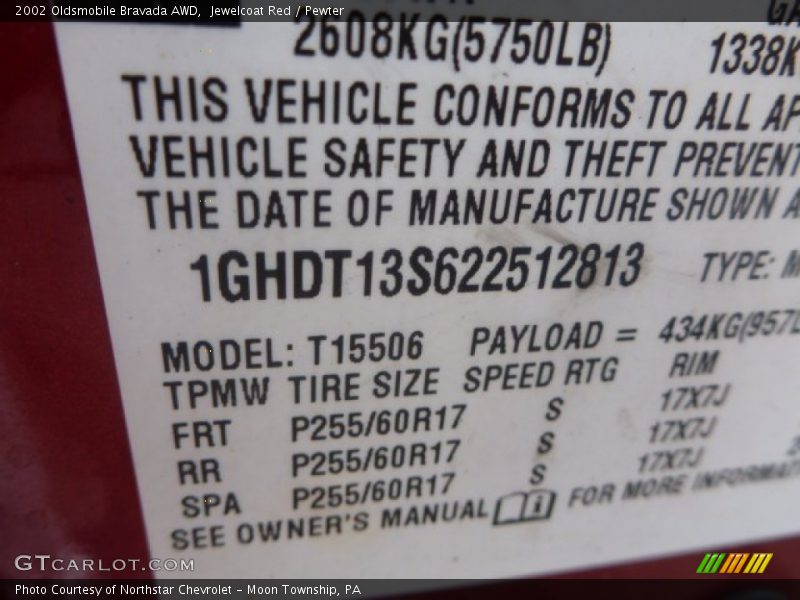 2002 Oldsmobile Bravada AWD, Jewelcoat Red / Pewter
2608KG(5750LB) 1338K
THIS VEHICLE CONFORMS TO ALL AP
VEHICLE SAFETY AND THEFT PREVENT
THE DATE OF MANUFACTURE SHOWN A
1GHDT13S622512813 TYPE: M
MODEL: T15506 PAYLOAD = 434KG(957L
TPMW TIRE SIZE SPEED RTG RIM
FRT P255/60R17 S 17X7J
RR P255/60R17 S 17X7J
SPA P255/60R17 S 17X7J
SEE OWNER'S MANUAL FOR MORE INFORMAT
GTCARLOT.COM
Photo Courtesy of Northstar Chevrolet - Moon Township, PA